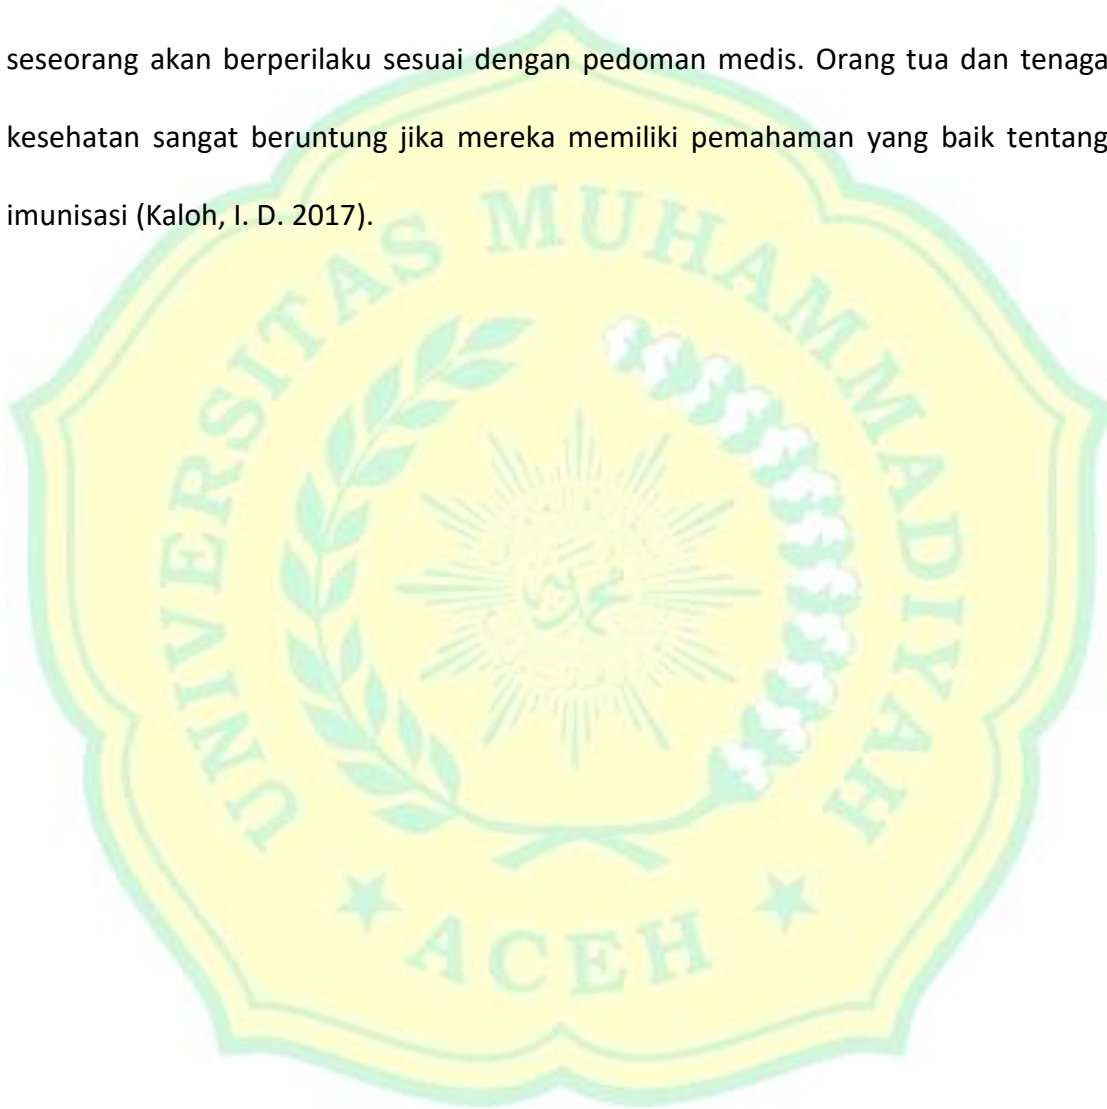 seseorang akan berperilaku sesuai dengan pedoman medis. Orang tua dan tenaga
kesehatan sangat beruntung jika mereka memiliki pemahaman yang baik tentang
imunisasi (Kaloh, I. D. 2017).
UNIVERSITAS MUHAMMADIYAH
محمدية
ACEH